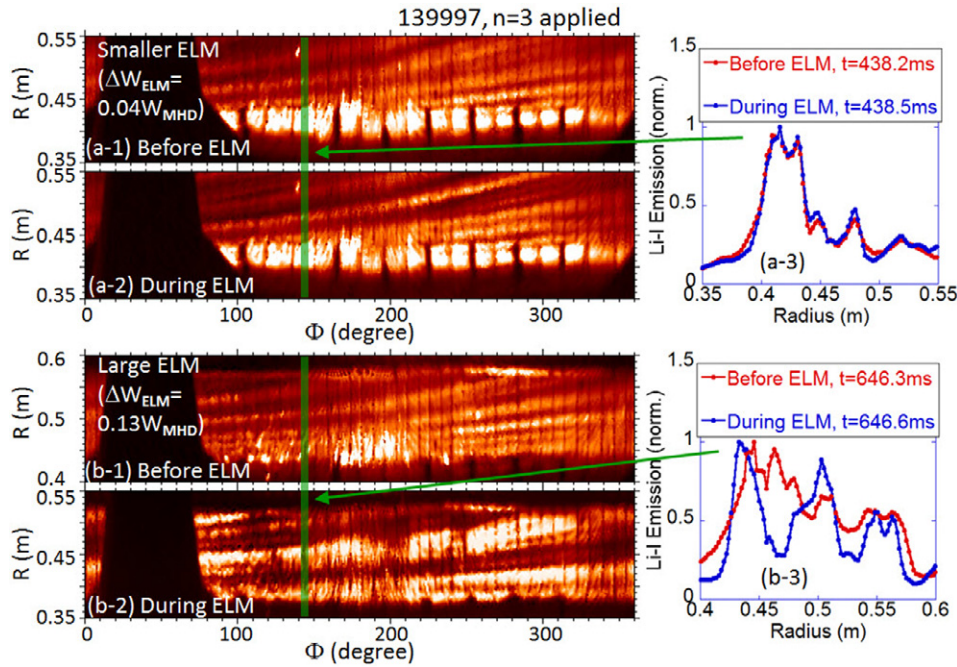 139997, n=3 applied
R (m)
0.55
0.45
0.35
Smaller ELM
(ΔW_ELM=
0.04W_MHD)
(a-1) Before ELM
R (m)
0.55
0.45
0.35
(a-2) During ELM
0
100
200
300
Φ (degree)
Li-I Emission (norm.)
1.5
1
0.5
0
Before ELM, t=438.2ms
During ELM, t=438.5ms
(a-3)
0.35
0.4
0.45
0.5
0.55
Radius (m)
R (m)
0.6
0.5
0.4
Large ELM
(ΔW_ELM=
0.13W_MHD)
(b-1) Before ELM
R (m)
0.55
0.45
0.35
(b-2) During ELM
0
100
200
300
Φ (degree)
Li-I Emission (norm.)
1.5
1
0.5
0
Before ELM, t=646.3ms
During ELM, t=646.6ms
(b-3)
0.4
0.45
0.5
0.55
0.6
Radius (m)